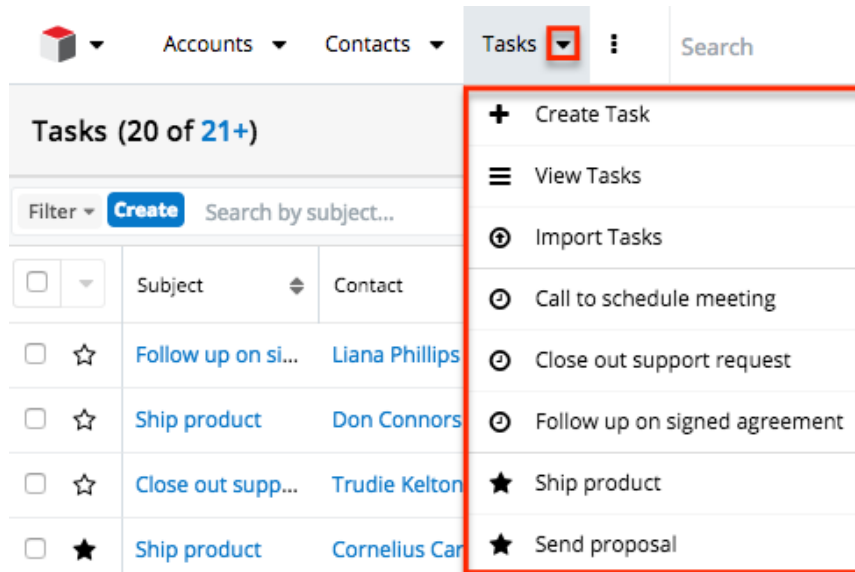 Accounts Contacts Tasks Search
Tasks (20 of 21+)
Filter Create Search by subject...
Subject Contact
Follow up on si... Liana Phillips
Ship product Don Connors
Close out supp... Trudie Kelton
Ship product Cornelius Car
Create Task
View Tasks
Import Tasks
Call to schedule meeting
Close out support request
Follow up on signed agreement
Ship product
Send proposal